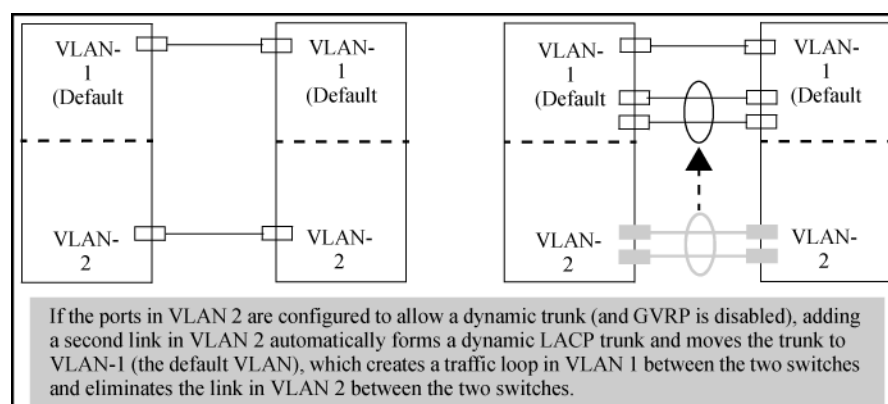 VLAN-
1
(Default
VLAN-
1
(Default
VLAN-
2
VLAN-
2
VLAN-
1
(Default
VLAN-
1
(Default
VLAN-
2
VLAN-
2
If the ports in VLAN 2 are configured to allow a dynamic trunk (and GVRP is disabled), adding
a second link in VLAN 2 automatically forms a dynamic LACP trunk and moves the trunk to
VLAN-1 (the default VLAN), which creates a traffic loop in VLAN 1 between the two switches
and eliminates the link in VLAN 2 between the two switches.